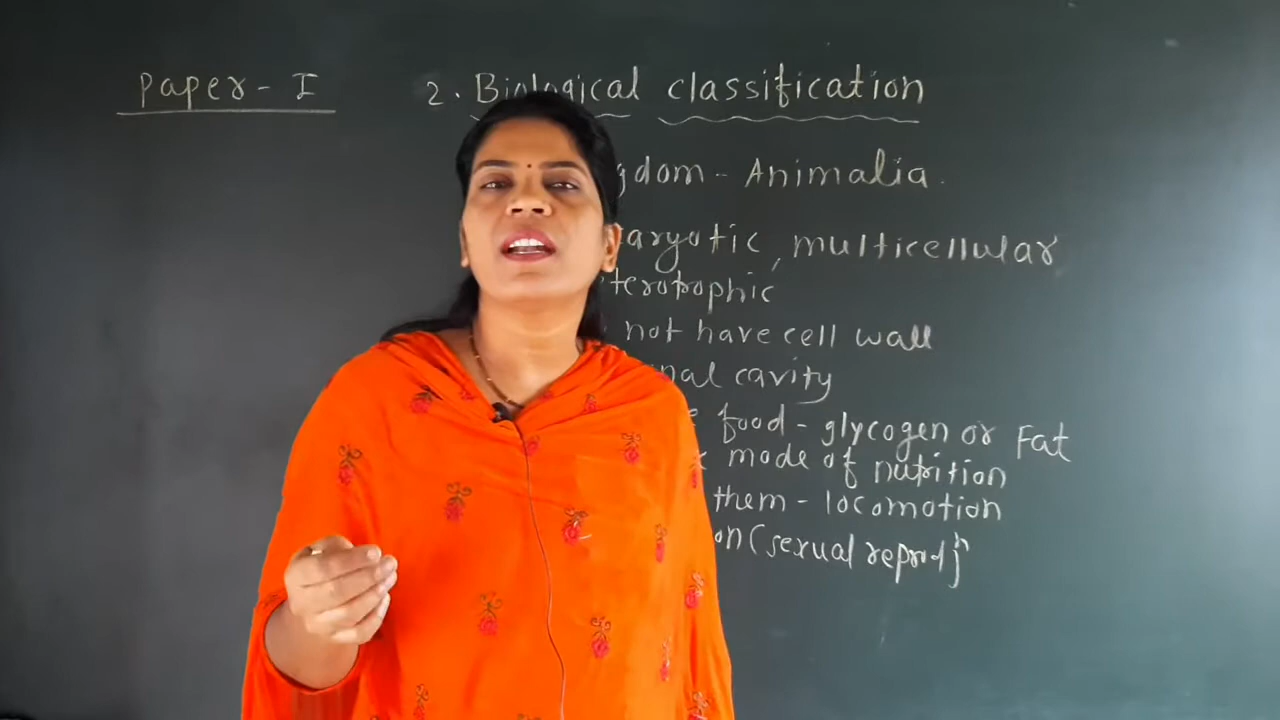 Paper - I
2. Biological classification
gdom - Animalia.
aryotic, multicellular
terotrophic
not have cell wall
nal cavity
food - glycogen or Fat
mode of nutrition
them - locomotion
on (sexual reprod)n